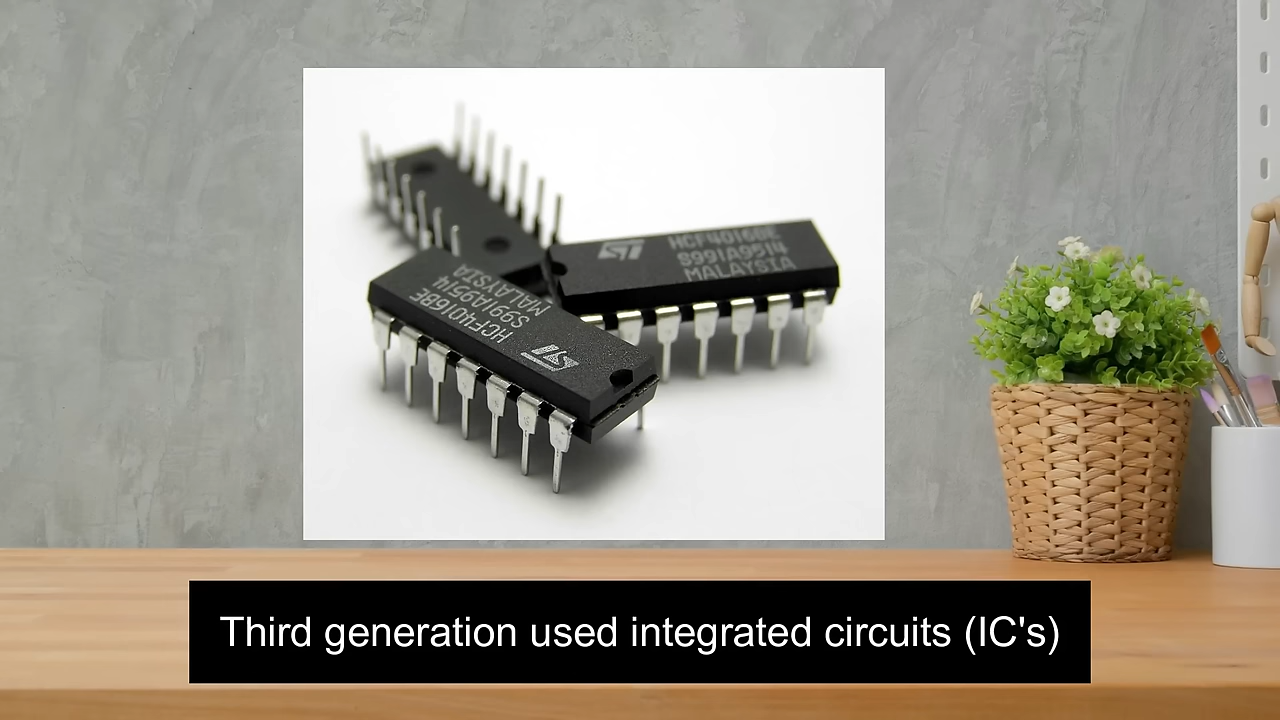 HCF4016BE
S991A9514
MALAYSIA
HCF4016BE
S991A9514
MALAYSIA
Third generation used integrated circuits (IC's)